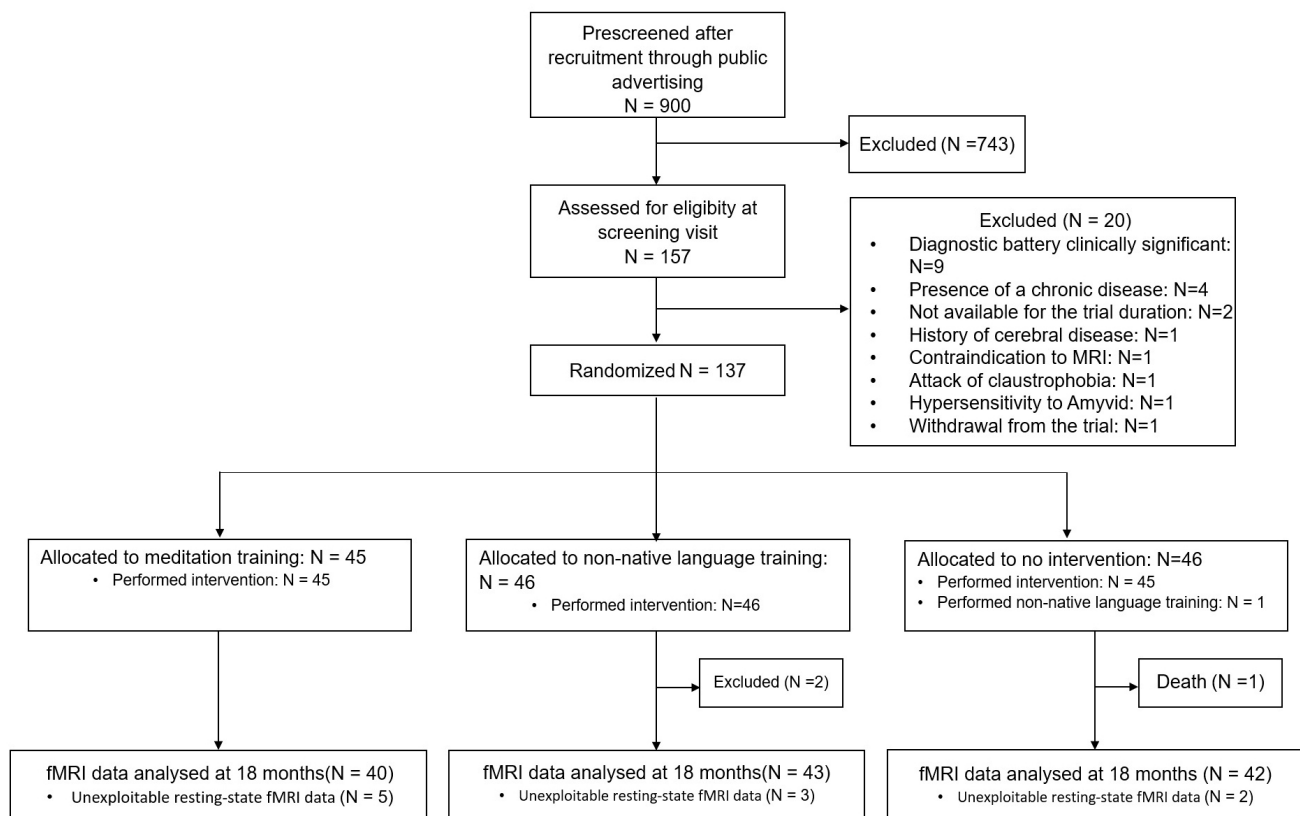 Prescreened after
recruitment through public
advertising
N = 900
Excluded (N =743)
Assessed for eligibity at
screening visit
N = 157
Excluded (N = 20)
• Diagnostic battery clinically significant:
N=9
• Presence of a chronic disease: N=4
• Not available for the trial duration: N=2
• History of cerebral disease: N=1
• Contraindication to MRI: N=1
• Attack of claustrophobia: N=1
• Hypersensitivity to Amyvid: N=1
• Withdrawal from the trial: N=1
Randomized N = 137
Allocated to meditation training: N = 45
• Performed intervention: N = 45
Allocated to non-native language training:
N = 46
• Performed intervention: N=46
Allocated to no intervention: N=46
• Performed intervention: N = 45
• Performed non-native language training: N = 1
Excluded (N =2)
Death (N =1)
fMRI data analysed at 18 months(N = 40)
• Unexploitable resting-state fMRI data (N = 5)
fMRI data analysed at 18 months(N = 43)
• Unexploitable resting-state fMRI data (N = 3)
fMRI data analysed at 18 months (N = 42)
• Unexploitable resting-state fMRI data (N = 2)